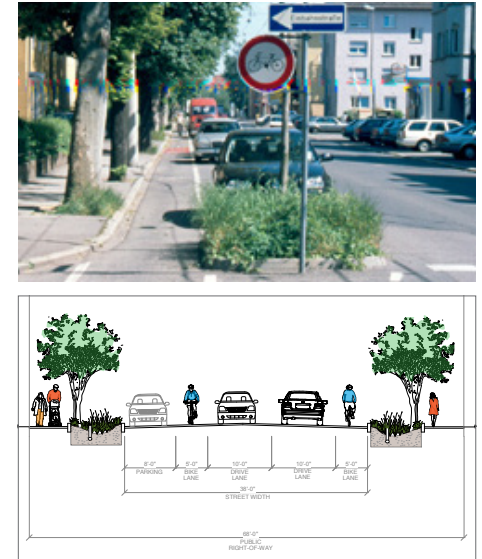 Einbahnstraße
8'-0"
PARKING
5'-0"
BIKE
LANE
10'-0"
DRIVE
LANE
10'-0"
DRIVE
LANE
5'-0"
BIKE
LANE
38'-0"
STREET WIDTH
68'-0"
PUBLIC
RIGHT-OF-WAY